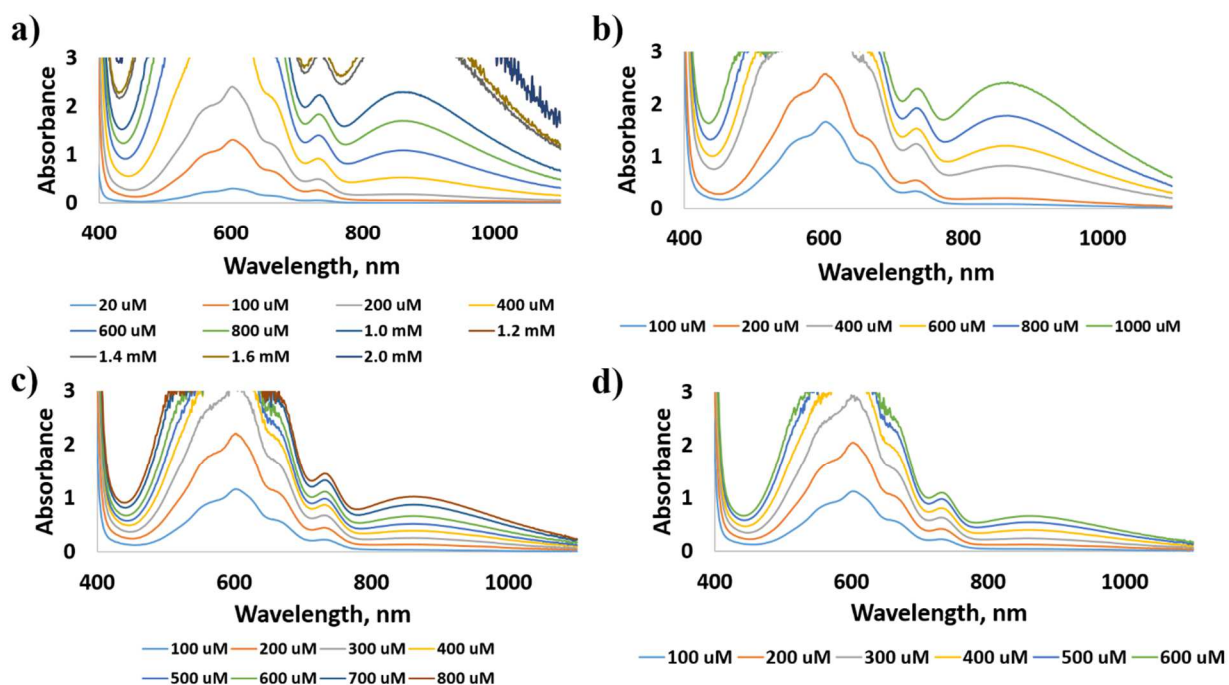 a)
3
2
1
0
Absorbance
400 600 800 1000
Wavelength, nm
20 uM 100 uM 200 uM 400 uM
600 uM 800 uM 1.0 mM 1.2 mM
1.4 mM 1.6 mM 2.0 mM
b)
3
2
1
0
Absorbance
400 600 800 1000
Wavelength, nm
100 uM 200 uM 400 uM 600 uM 800 uM 1000 uM
c)
3
2
1
0
Absorbance
400 600 800 1000
Wavelength, nm
100 uM 200 uM 300 uM 400 uM
500 uM 600 uM 700 uM 800 uM
d)
3
2
1
0
Absorbance
400 600 800 1000
Wavelength, nm
100 uM 200 uM 300 uM 400 uM 500 uM 600 uM